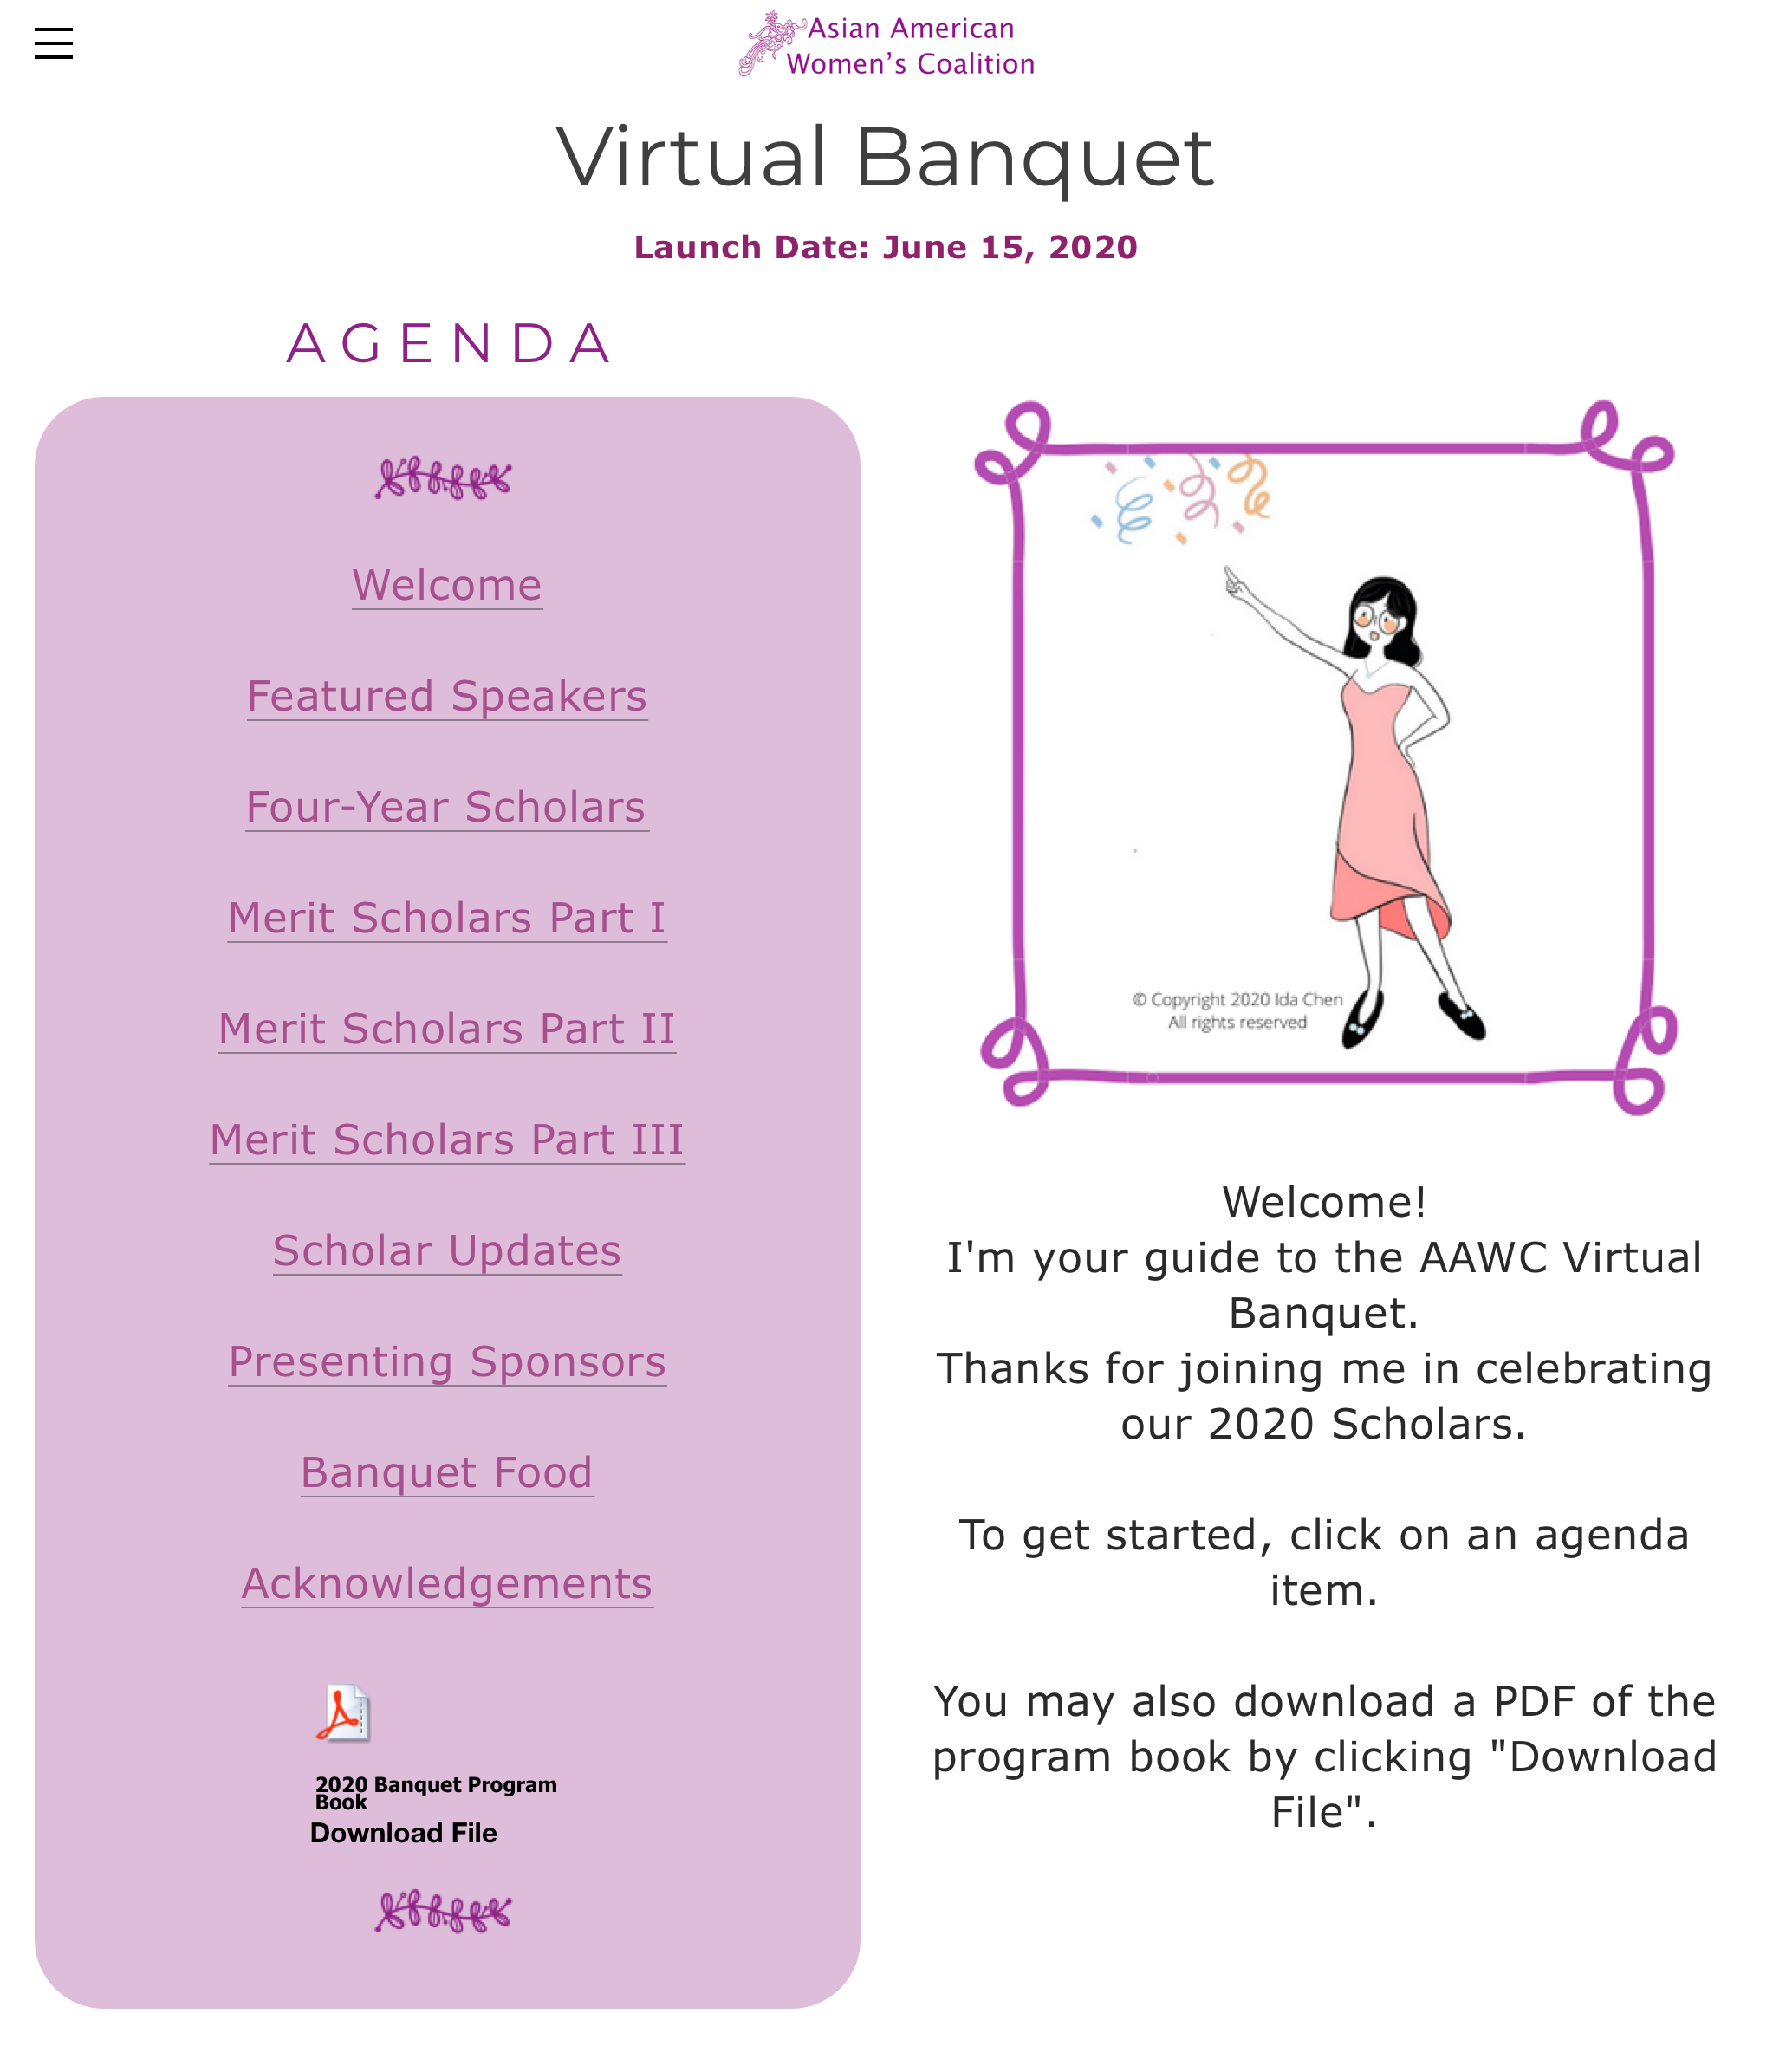 Asian American
Women’s Coalition
Virtual Banquet
Launch Date: June 15, 2020
AGENDA
Welcome
Featured Speakers
Four-Year Scholars
Merit Scholars Part I
Merit Scholars Part II
Merit Scholars Part III
Scholar Updates
Presenting Sponsors
Banquet Food
Acknowledgements
2020 Banquet Program
Book
Download File
© Copyright 2020 Ida Chen
All rights reserved
Welcome!
I'm your guide to the AAWC Virtual
Banquet.
Thanks for joining me in celebrating
our 2020 Scholars.
To get started, click on an agenda
item.
You may also download a PDF of the
program book by clicking "Download
File".